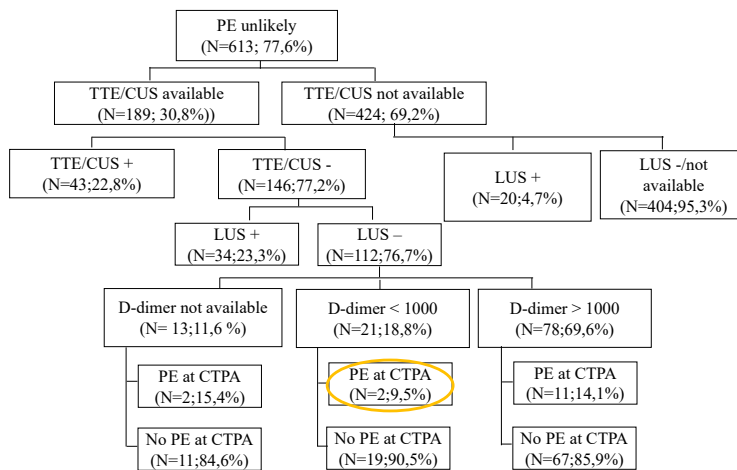 PE unlikely
(N=613; 77,6%)
TTE/CUS available
(N=189; 30,8%))
TTE/CUS not available
(N=424; 69,2%)
TTE/CUS +
(N=43;22,8%)
TTE/CUS -
(N=146;77,2%)
LUS +
(N=20;4,7%)
LUS -/not
available
(N=404;95,3%)
LUS +
(N=34;23,3%)
LUS –
(N=112;76,7%)
D-dimer not available
(N= 13;11,6 %)
D-dimer < 1000
(N=21;18,8%)
D-dimer > 1000
(N=78;69,6%)
PE at CTPA
(N=2;15,4%)
PE at CTPA
(N=2;9,5%)
PE at CTPA
(N=11;14,1%)
No PE at CTPA
(N=11;84,6%)
No PE at CTPA
(N=19;90,5%)
No PE at CTPA
(N=67;85,9%)